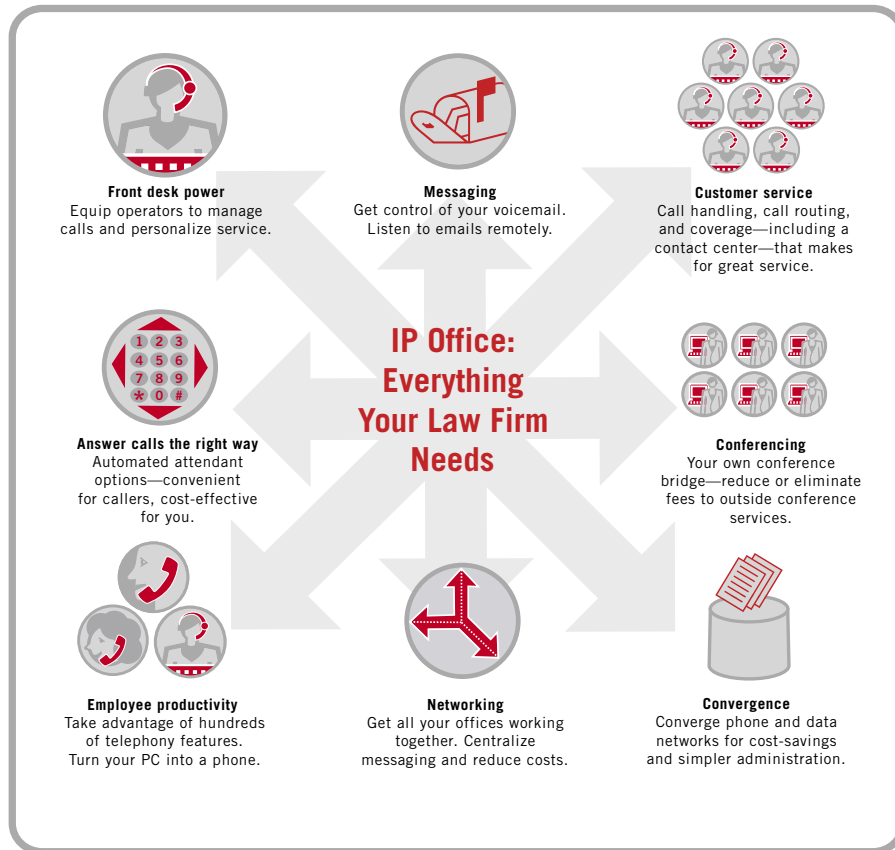 Front desk power
Equip operators to manage
calls and personalize service.
Messaging
Get control of your voicemail.
Listen to emails remotely.
Customer service
Call handling, call routing,
and coverage—including a
contact center—that makes
for great service.
IP Office:
Everything
Your Law Firm
Needs
1 2 3
4 5 6
7 8 9
* 0 #
Answer calls the right way
Automated attendant
options—convenient
for callers, cost-effective
for you.
Conferencing
Your own conference
bridge—reduce or eliminate
fees to outside conference
services.
Employee productivity
Take advantage of hundreds
of telephony features.
Turn your PC into a phone.
Networking
Get all your offices working
together. Centralize
messaging and reduce costs.
Convergence
Converge phone and data
networks for cost-savings
and simpler administration.